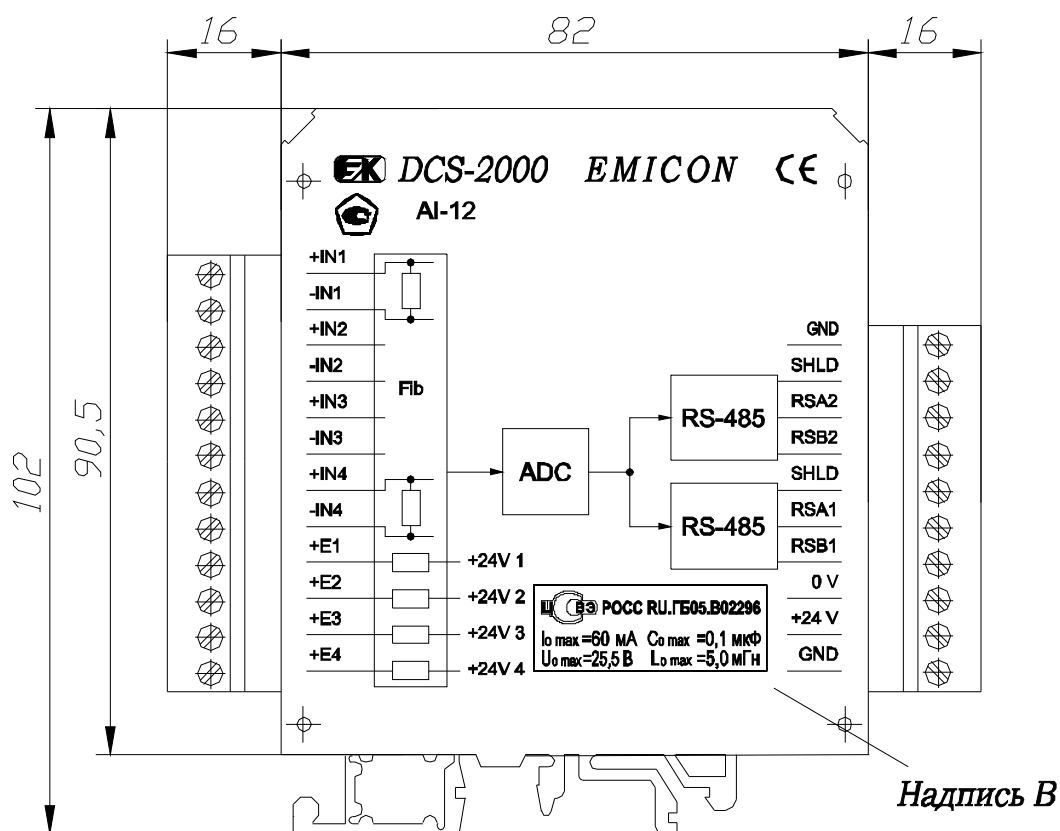 16 82 16
EK DCS-2000 EMICON CE
AI-12
102
90,5
+IN1
-IN1
+IN2
-IN2
+IN3
-IN3
+IN4
-IN4
+E1
+E2
+E3
+E4
Fib
+24V 1
+24V 2
+24V 3
+24V 4
ADC
RS-485
RS-485
GND
SHLD
RSA2
RSB2
SHLD
RSA1
RSB1
0 V
+24 V
GND
Ц С ВЭ РОСС RU.ГБ05.В02296
Io max =60 мА Co max =0,1 мкФ
Uo max =25,5 В Lo max =5,0 мГн
Надпись В